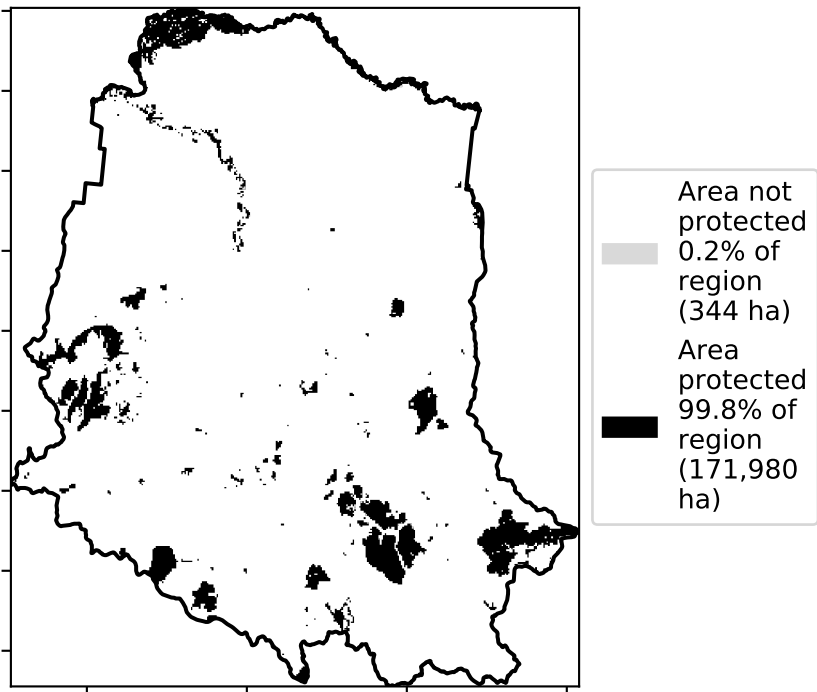 Area not
protected
0.2% of
region
(344 ha)
Area
protected
99.8% of
region
(171,980
ha)